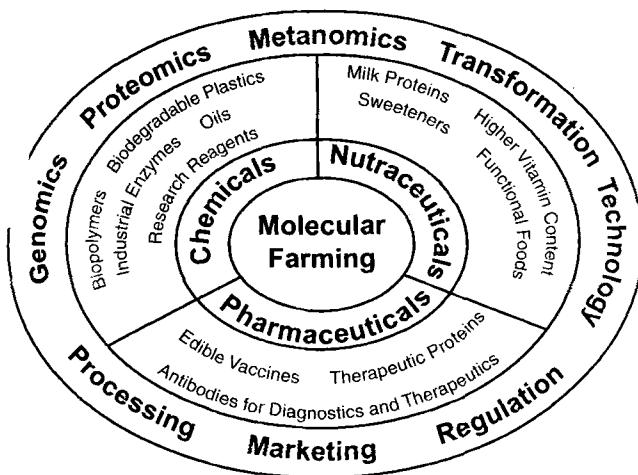 Genomics
Proteomics
Metanomics
Transformation Technology
Biopolymers
Biodegradable Plastics
Industrial Enzymes
Oils
Research Reagents
Milk Proteins
Sweeteners
Higher Vitamin Content
Functional Foods
Chemicals
Nutraceuticals
Molecular
Farming
Pharmaceuticals
Edible Vaccines
Therapeutic Proteins
Antibodies for Diagnostics and Therapeutics
Processing
Marketing
Regulation